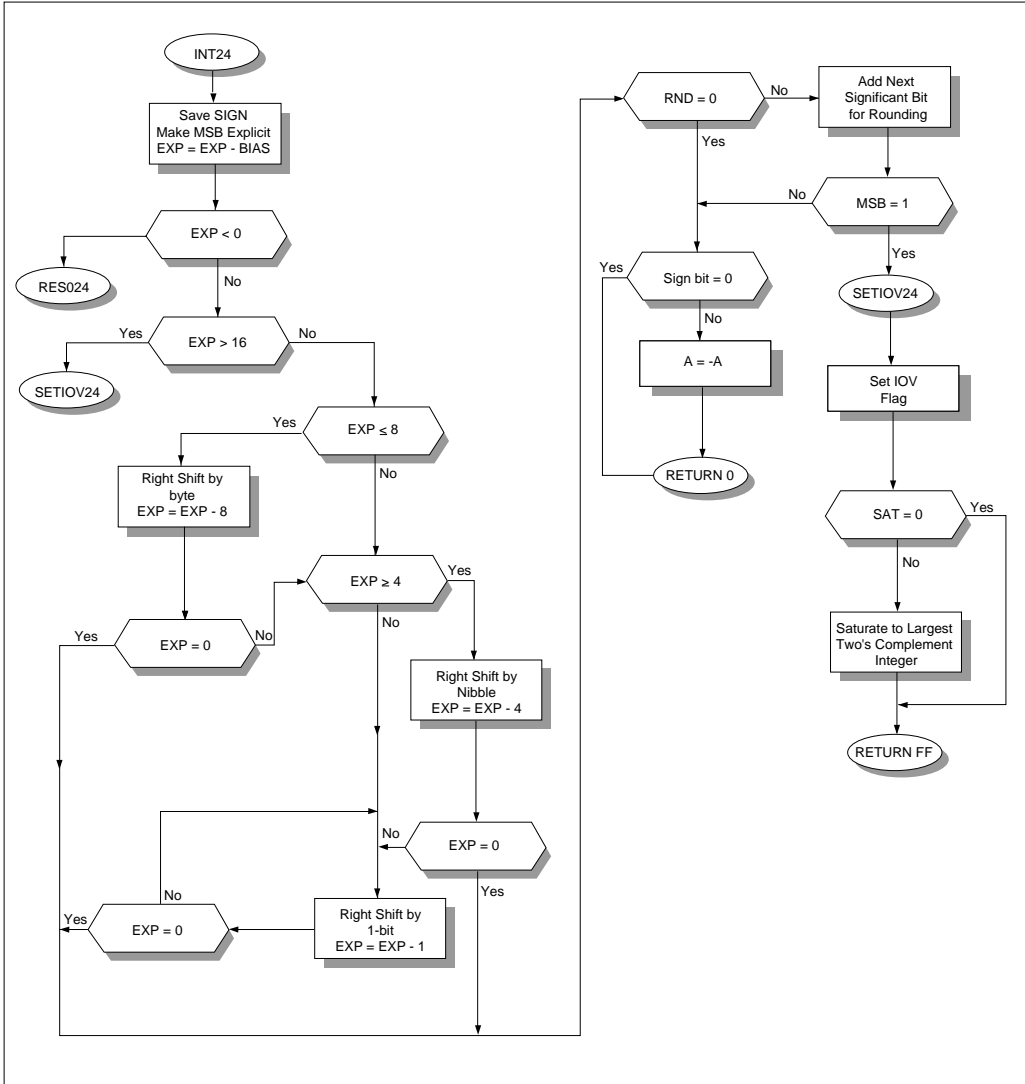 INT24
Save SIGN
Make MSB Explicit
EXP = EXP - BIAS
EXP < 0
RES024
No
EXP > 16
Yes
No
SETIOV24
EXP ≤ 8
Yes
No
Right Shift by
byte
EXP = EXP - 8
EXP ≥ 4
Yes
No
EXP = 0
Yes
No
Right Shift by
Nibble
EXP = EXP - 4
EXP = 0
No
Yes
Right Shift by
1-bit
EXP = EXP - 1
EXP = 0
No
Yes
RND = 0
No
Yes
Add Next
Significant Bit
for Rounding
MSB = 1
No
Yes
Sign bit = 0
Yes
No
SETIOV24
A = -A
Set IOV
Flag
RETURN 0
SAT = 0
Yes
No
Saturate to Largest
Two's Complement
Integer
RETURN FF